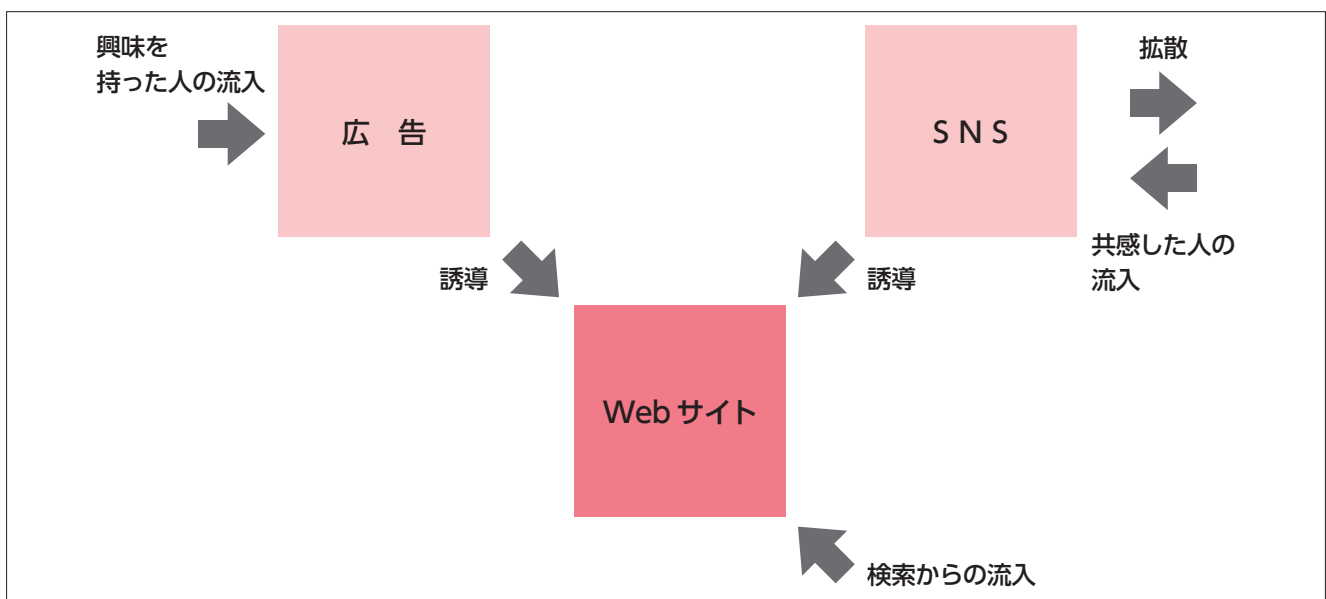 興味を
持った人の流入
広　告
SNS
拡散
共感した人の
流入
誘導
誘導
Webサイト
検索からの流入